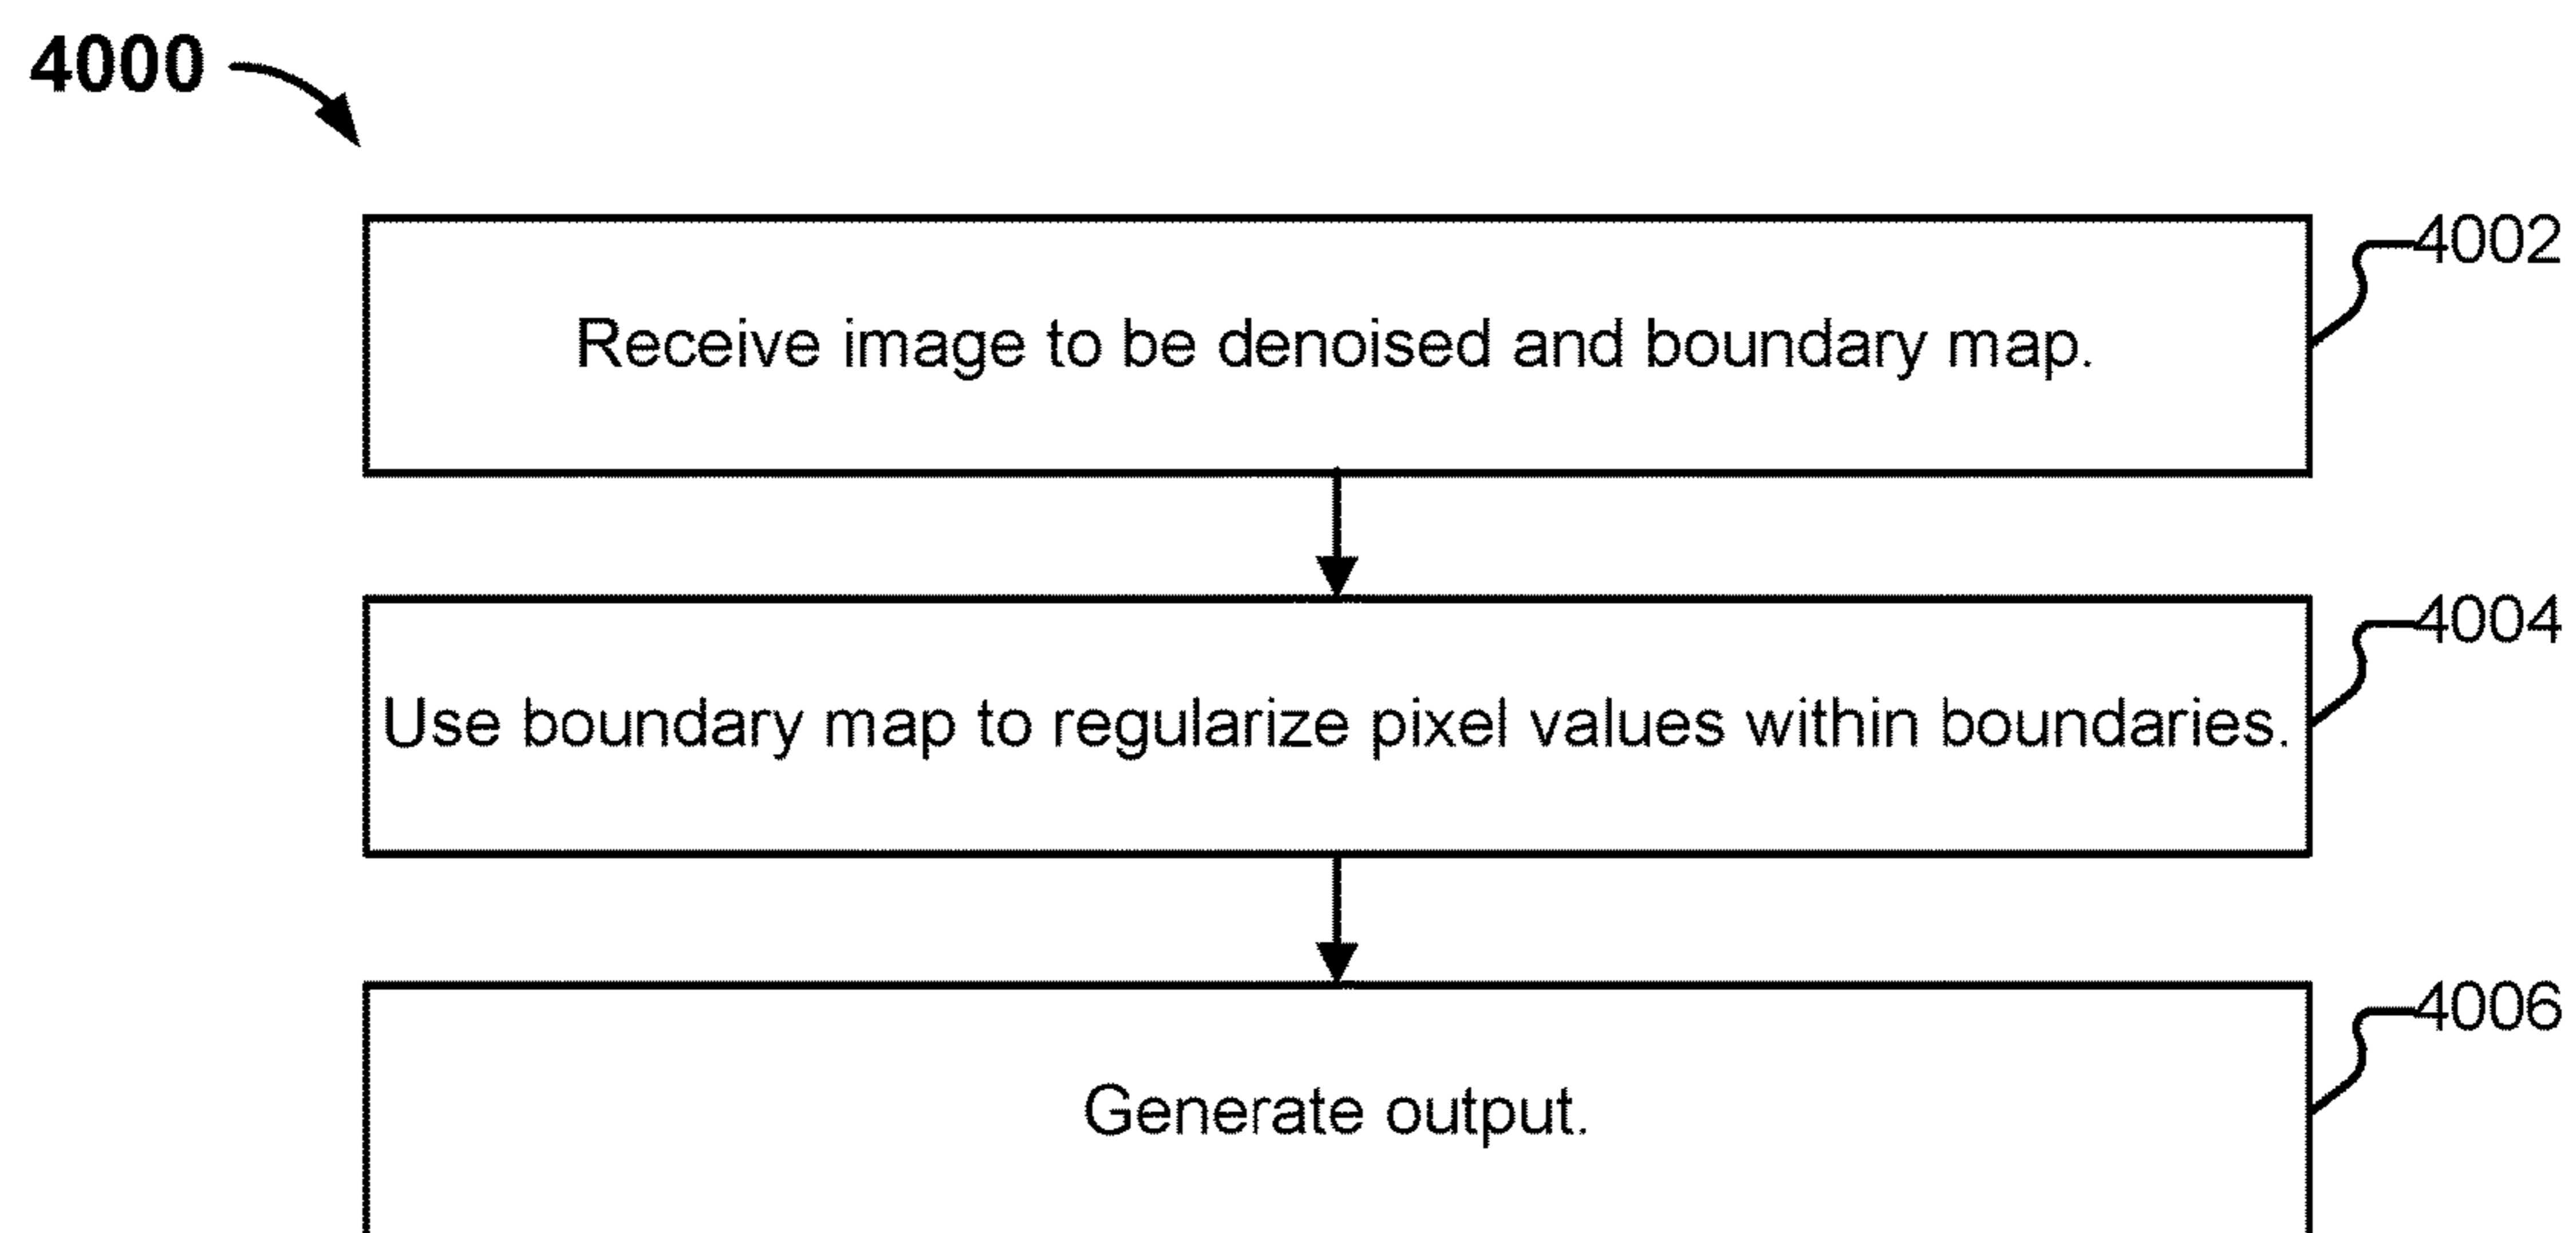 4000
4002
Receive image to be denoised and boundary map.
4004
Use boundary map to regularize pixel values within boundaries.
4006
Generate output.